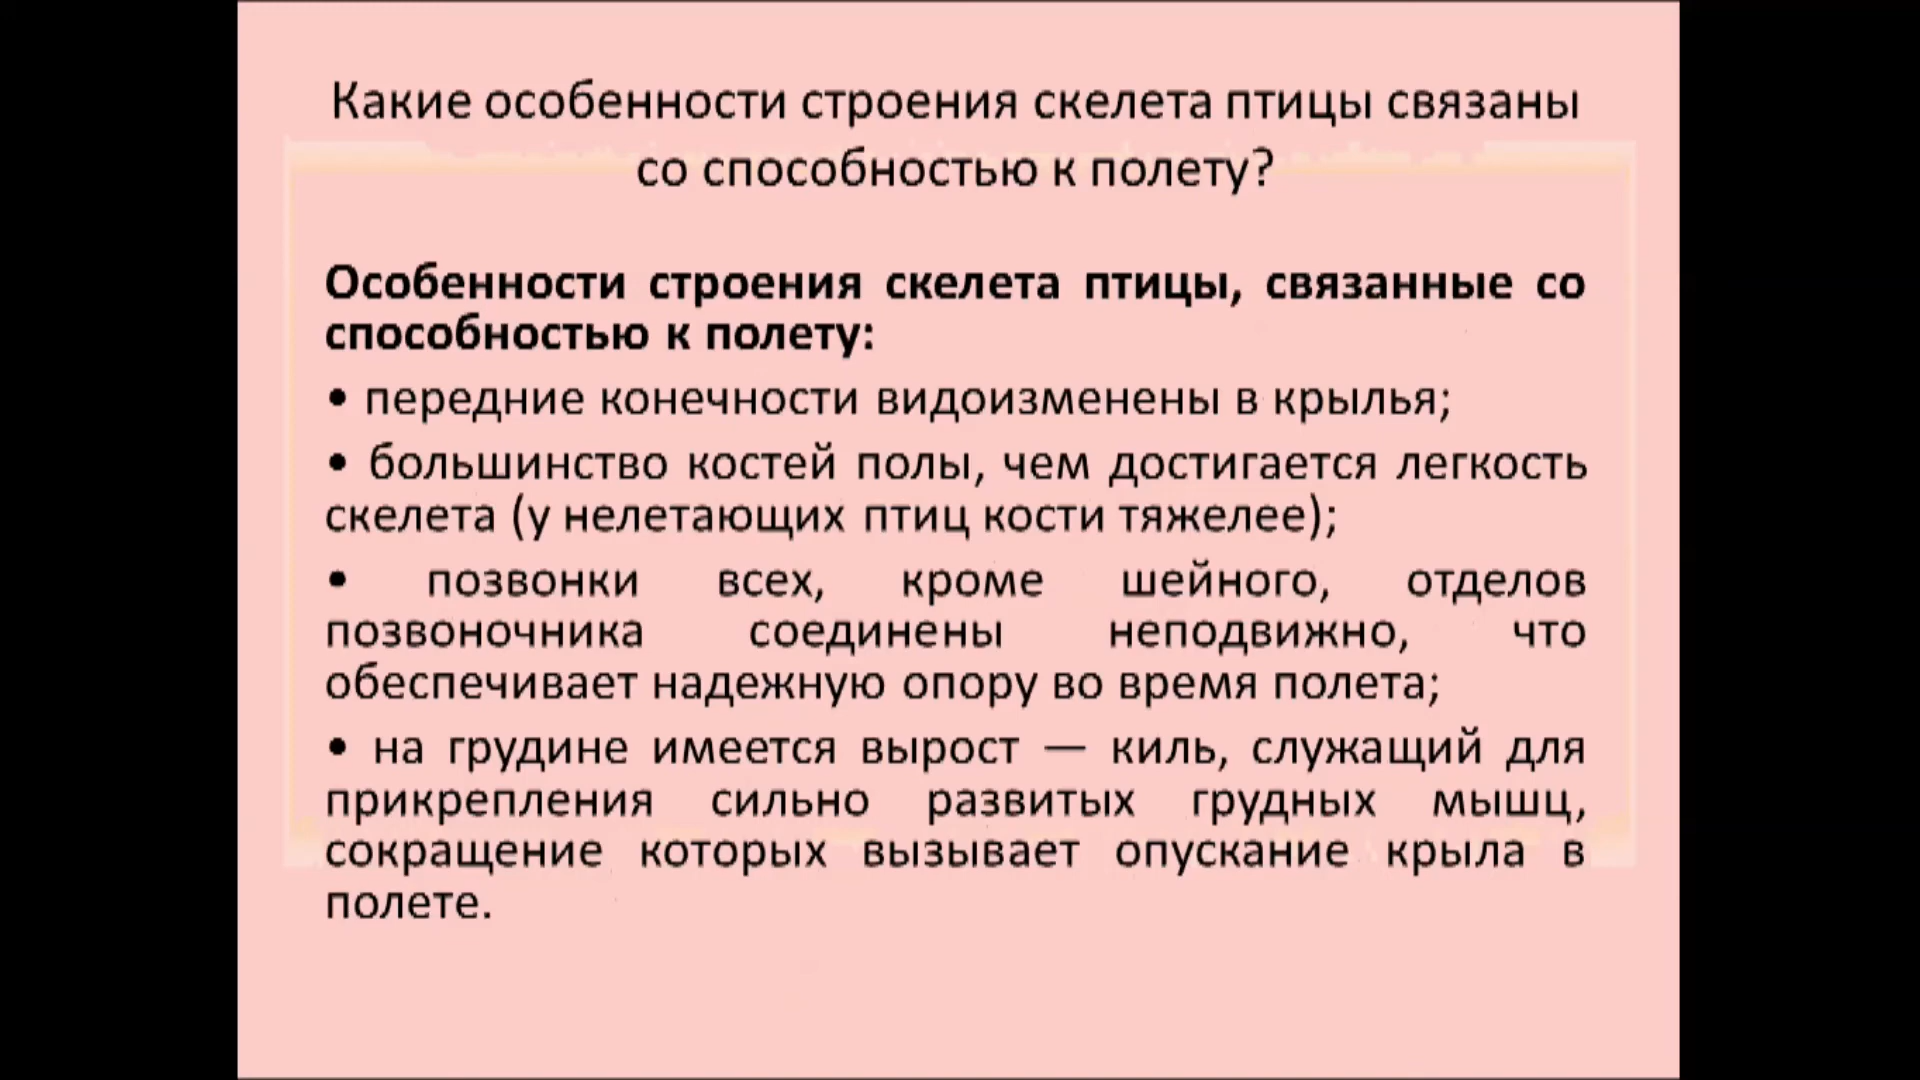 Какие особенности строения скелета птицы связаны
со способностью к полету?
Особенности строения скелета птицы, связанные со
способностью к полету:
• передние конечности видоизменены в крылья;
• большинство костей полы, чем достигается легкость
скелета (у нелетающих птиц кости тяжелее);
• позвонки всех, кроме шейного, отделов
позвоночника соединены неподвижно, что
обеспечивает надежную опору во время полета;
• на грудине имеется вырост — киль, служащий для
прикрепления сильно развитых грудных мышц,
сокращение которых вызывает опускание крыла в
полете.